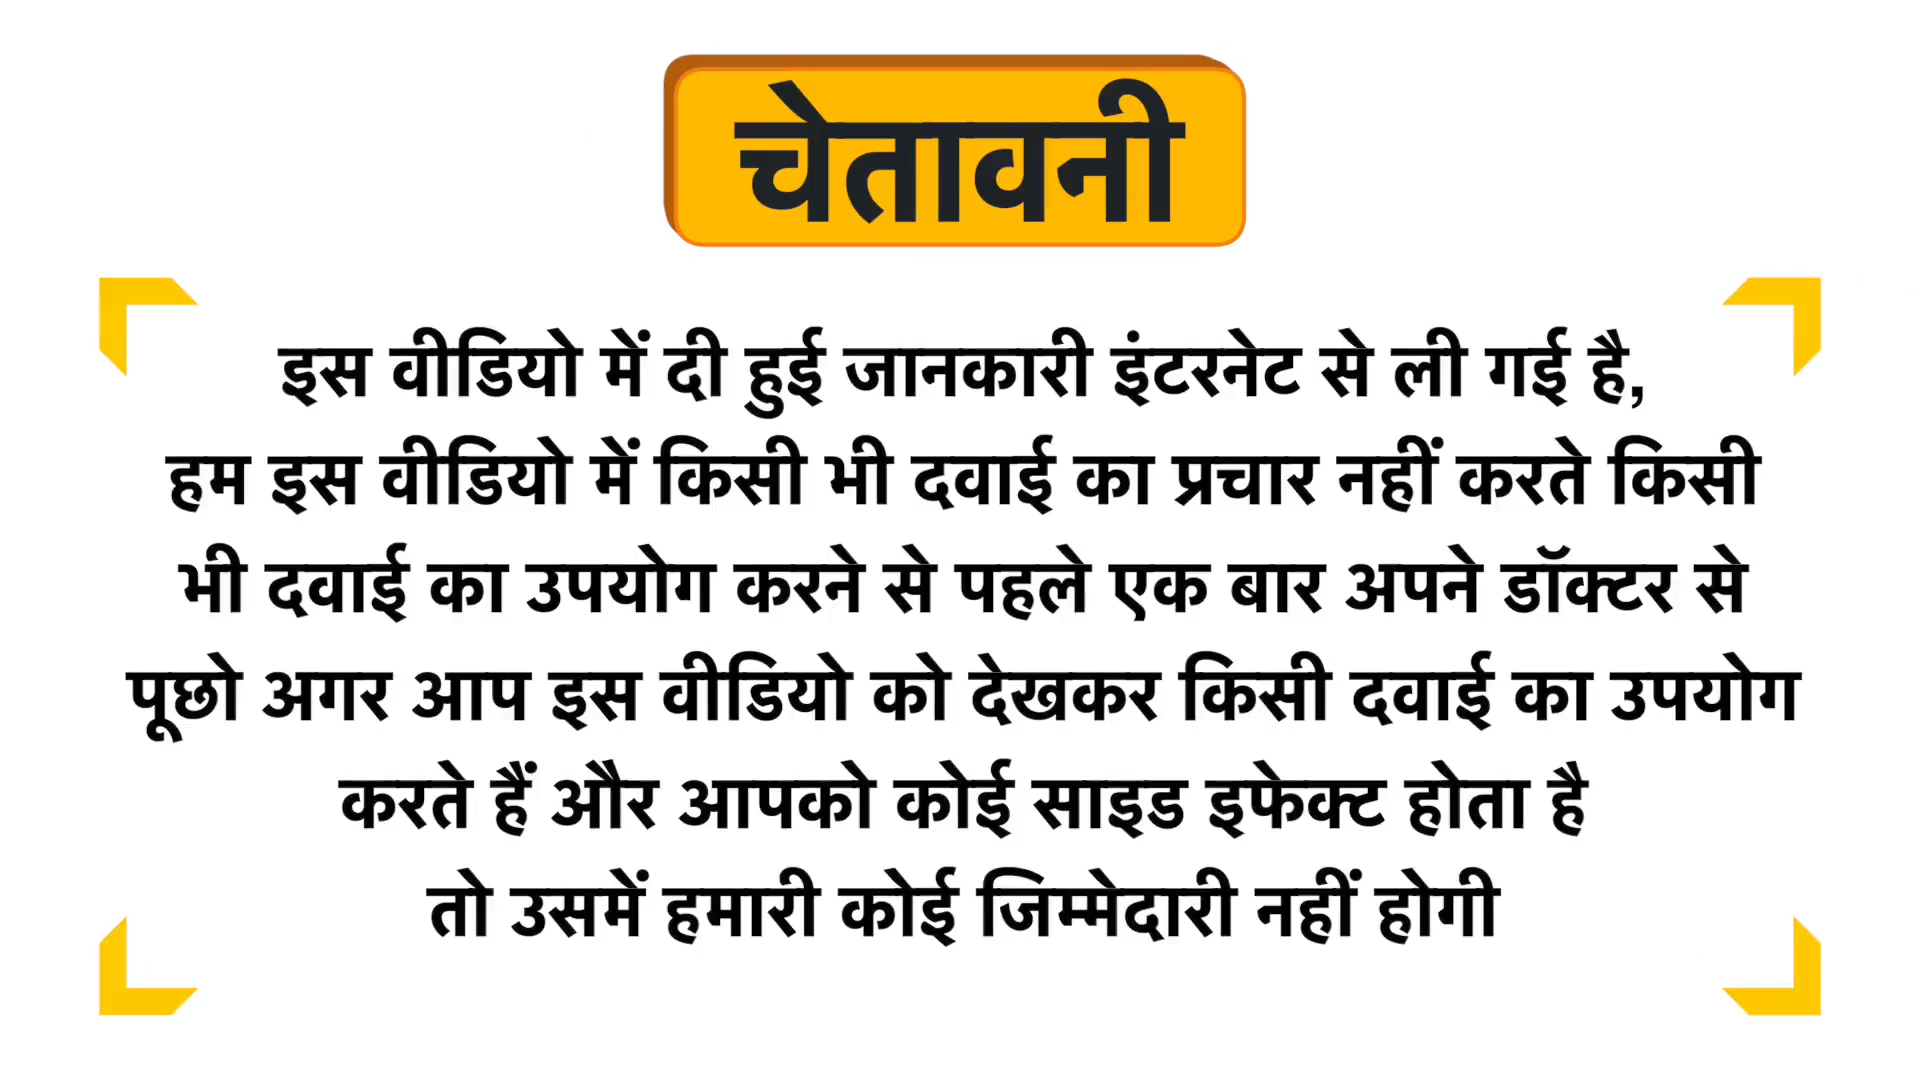 चेतावनी
इस वीडियो में दी हुई जानकारी इंटरनेट से ली गई है,
हम इस वीडियो में किसी भी दवाई का प्रचार नहीं करते किसी
भी दवाई का उपयोग करने से पहले एक बार अपने डॉक्टर से
पूछो अगर आप इस वीडियो को देखकर किसी दवाई का उपयोग
करते हैं और आपको कोई साइड इफेक्ट होता है
तो उसमें हमारी कोई जिम्मेदारी नहीं होगी